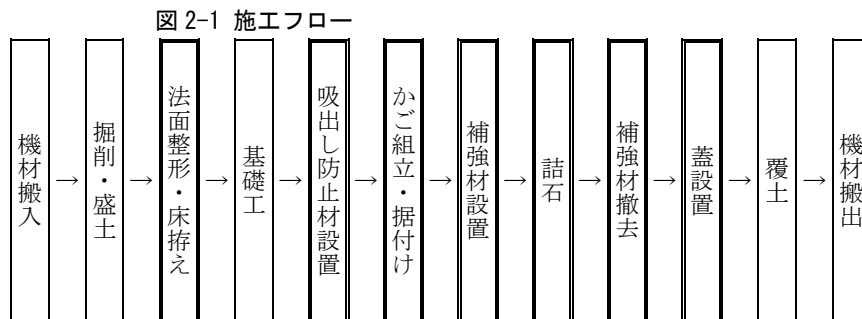 図 2-1 施工フロー
機材搬入
→
掘削・盛土
→
法面整形・床拵え
→
基礎工
→
吸出し防止材設置
→
かご組立・据付け
→
補強材設置
→
詰石
→
補強材撤去
→
蓋設置
→
覆土
→
機材搬出